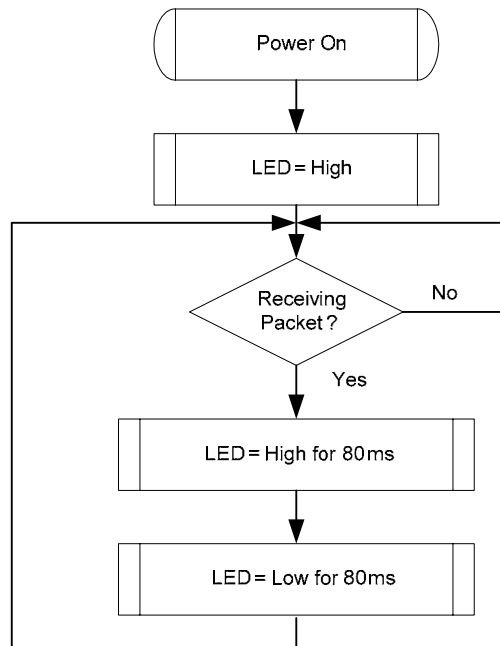 Power On
LED = High
Receiving
Packet ?
No
Yes
LED = High for 80ms
LED = Low for 80ms